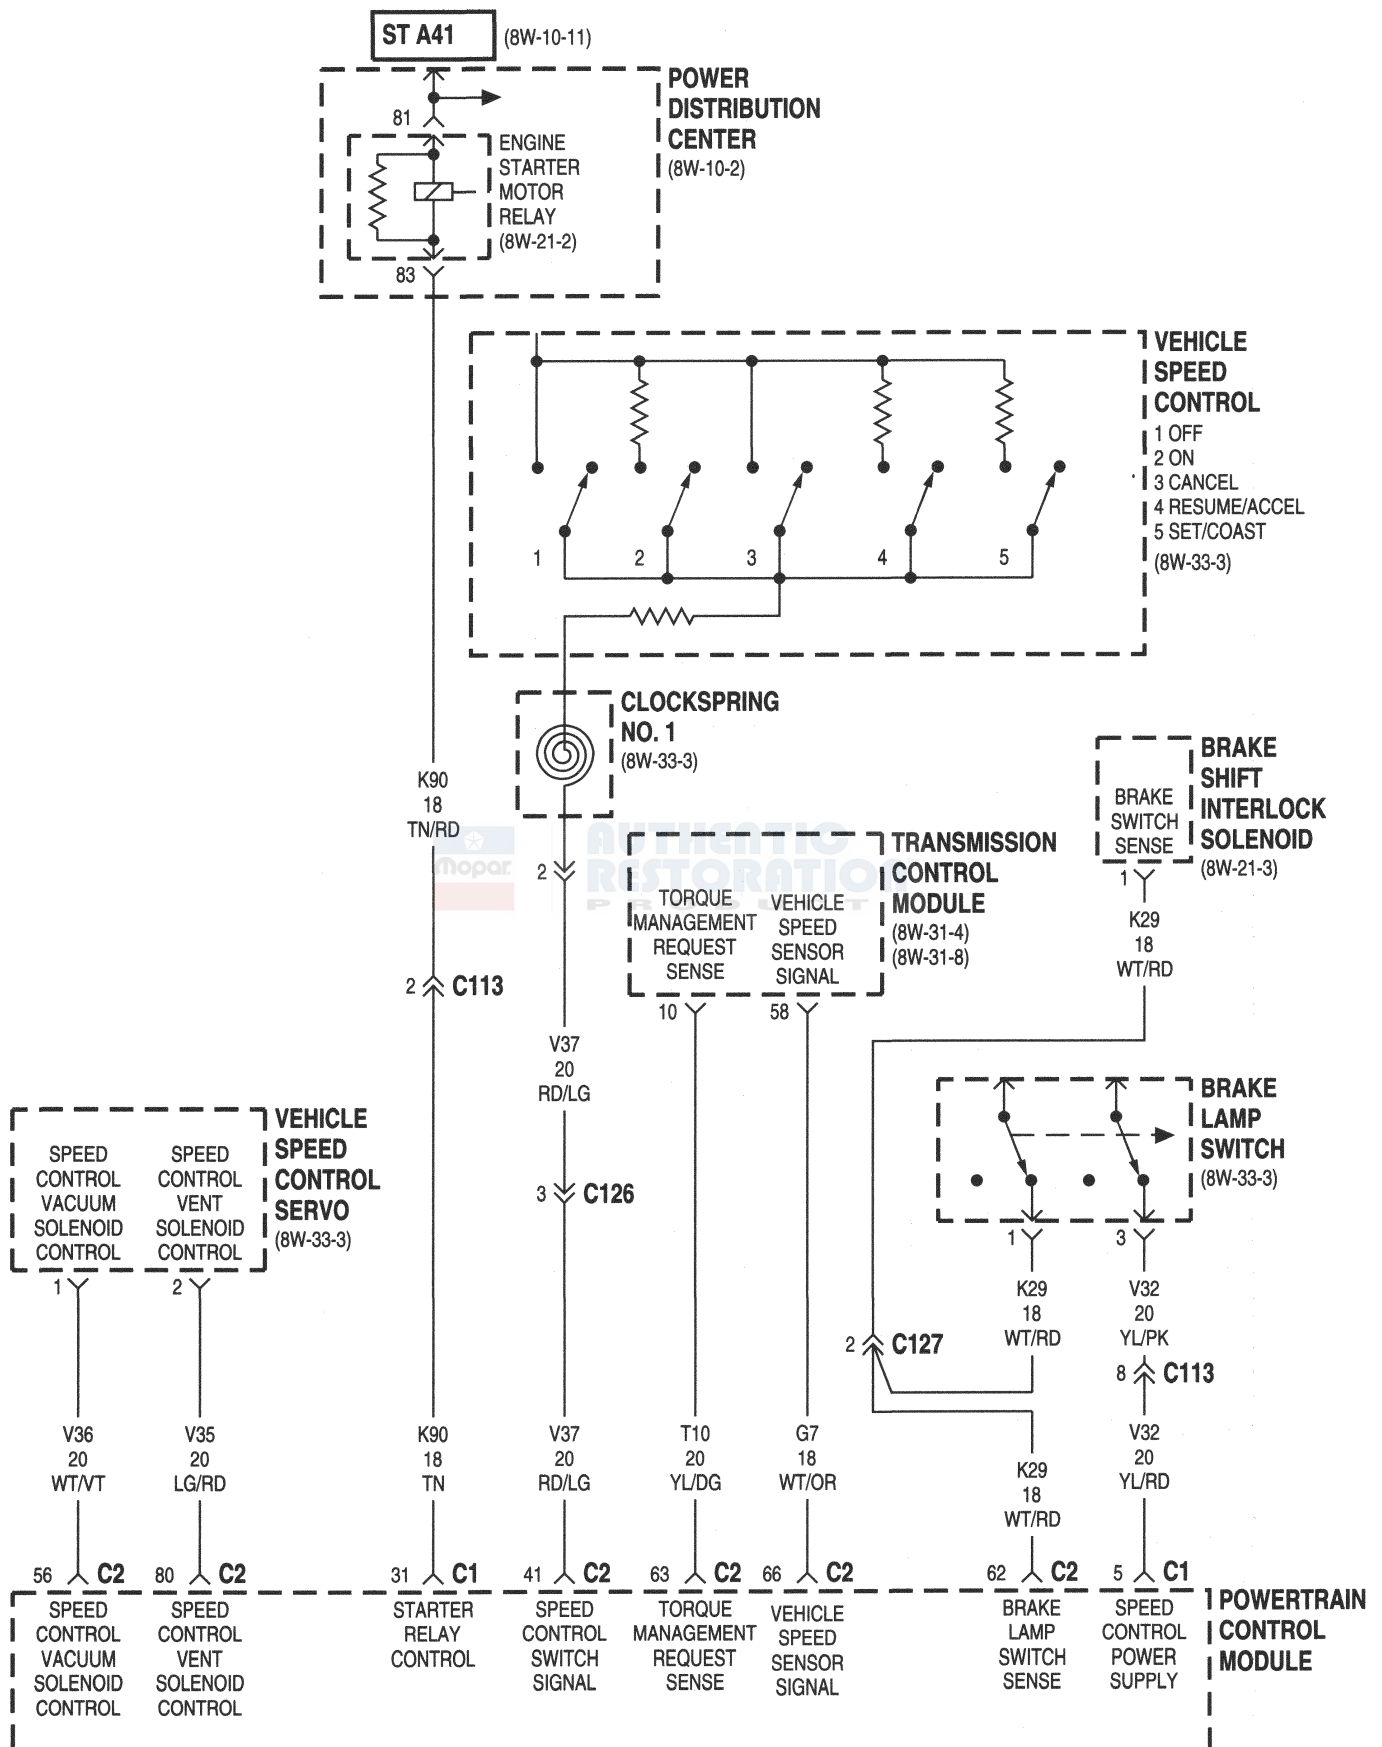 ST A41
(8W-10-11)
POWER
DISTRIBUTION
CENTER
(8W-10-2)
81
ENGINE
STARTER
MOTOR
RELAY
(8W-21-2)
83
VEHICLE
SPEED
CONTROL
1 OFF
2 ON
3 CANCEL
4 RESUME/ACCEL
5 SET/COAST
(8W-33-3)
1 2 3 4 5
CLOCKSPRING
NO. 1
(8W-33-3)
K90
18
TN/RD
Mopar
AUTHENTIC
RESTORATION
PRODUCT
2
BRAKE
SHIFT
INTERLOCK
SOLENOID
(8W-21-3)
BRAKE
SWITCH
SENSE
1
K29
18
WT/RD
TRANSMISSION
CONTROL
MODULE
(8W-31-4)
(8W-31-8)
TORQUE
MANAGEMENT
REQUEST
SENSE
VEHICLE
SPEED
SENSOR
SIGNAL
10
58
2 C113
V37
20
RD/LG
BRAKE
LAMP
SWITCH
(8W-33-3)
VEHICLE
SPEED
CONTROL
SERVO
(8W-33-3)
SPEED
CONTROL
VACUUM
SOLENOID
CONTROL
SPEED
CONTROL
VENT
SOLENOID
CONTROL
3 C126
1
2
1
3
K29
18
WT/RD
V32
20
YL/PK
2 C127
8 C113
V36
20
WT/VT
V35
20
LG/RD
K90
18
TN
V37
20
RD/LG
T10
20
YL/DG
G7
18
WT/OR
K29
18
WT/RD
V32
20
YL/RD
56 C2
80 C2
31 C1
41 C2
63 C2
66 C2
62 C2
5 C1
SPEED
CONTROL
VACUUM
SOLENOID
CONTROL
SPEED
CONTROL
VENT
SOLENOID
CONTROL
STARTER
RELAY
CONTROL
SPEED
CONTROL
SWITCH
SIGNAL
TORQUE
MANAGEMENT
REQUEST
SENSE
VEHICLE
SPEED
SENSOR
SIGNAL
BRAKE
LAMP
SWITCH
SENSE
SPEED
CONTROL
POWER
SUPPLY
POWERTRAIN
CONTROL
MODULE